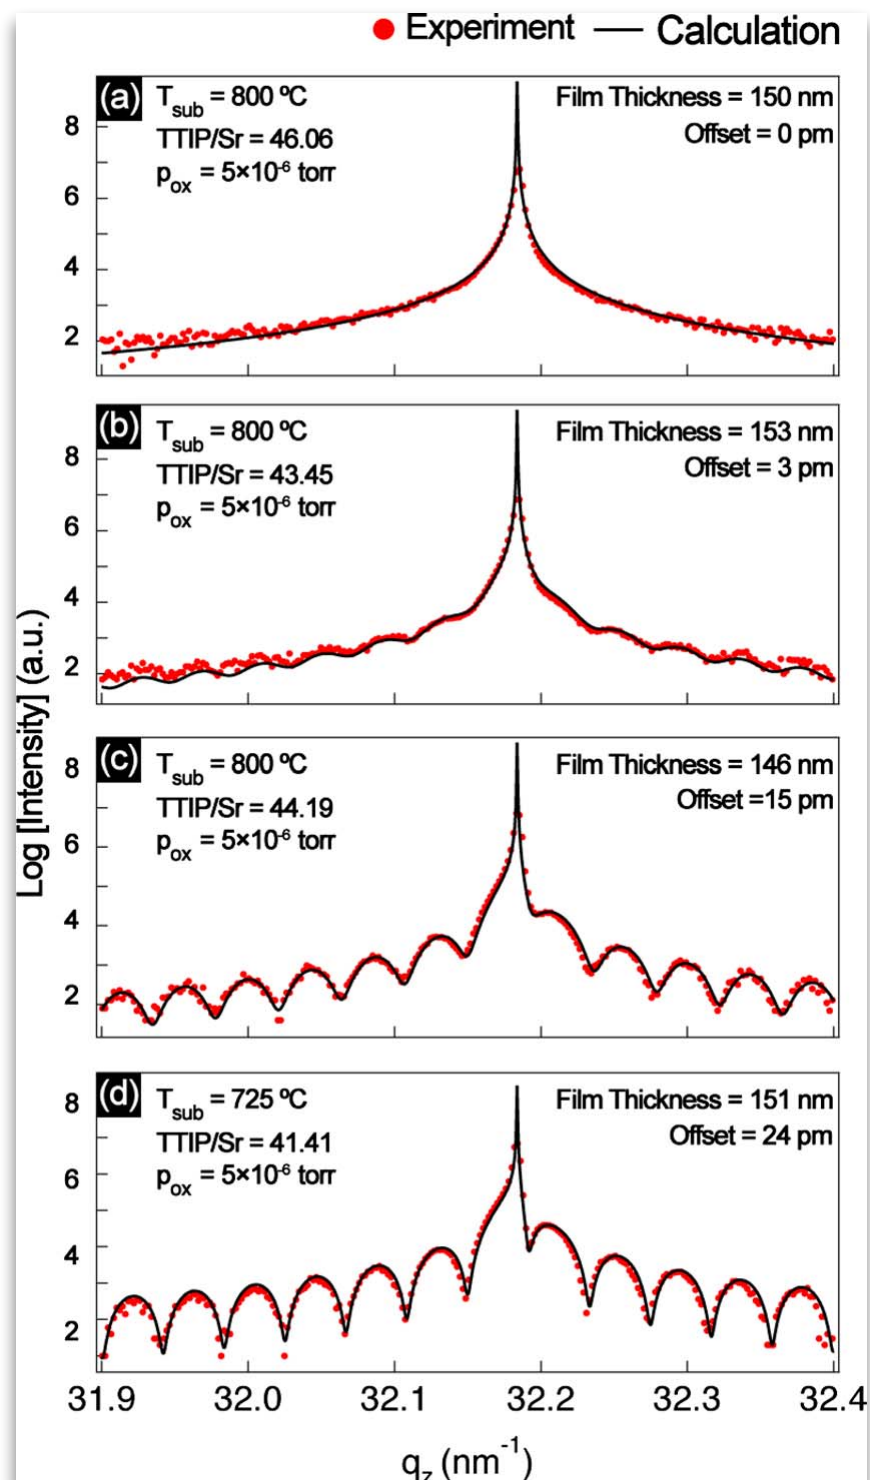 Experiment Calculation
(a) T_sub = 800 ºC Film Thickness = 150 nm
TTIP/Sr = 46.06 Offset = 0 pm
p_ox = 5×10⁻⁶ torr
8
6
4
2
(b) T_sub = 800 ºC Film Thickness = 153 nm
TTIP/Sr = 43.45 Offset = 3 pm
p_ox = 5×10⁻⁶ torr
8
6
4
2
Log [Intensity] (a.u.)
(c) T_sub = 800 ºC Film Thickness = 146 nm
TTIP/Sr = 44.19 Offset =15 pm
p_ox = 5×10⁻⁶ torr
8
6
4
2
(d) T_sub = 725 ºC Film Thickness = 151 nm
TTIP/Sr = 41.41 Offset = 24 pm
p_ox = 5×10⁻⁶ torr
8
6
4
2
31.9 32.0 32.1 32.2 32.3 32.4
q_z (nm⁻¹)